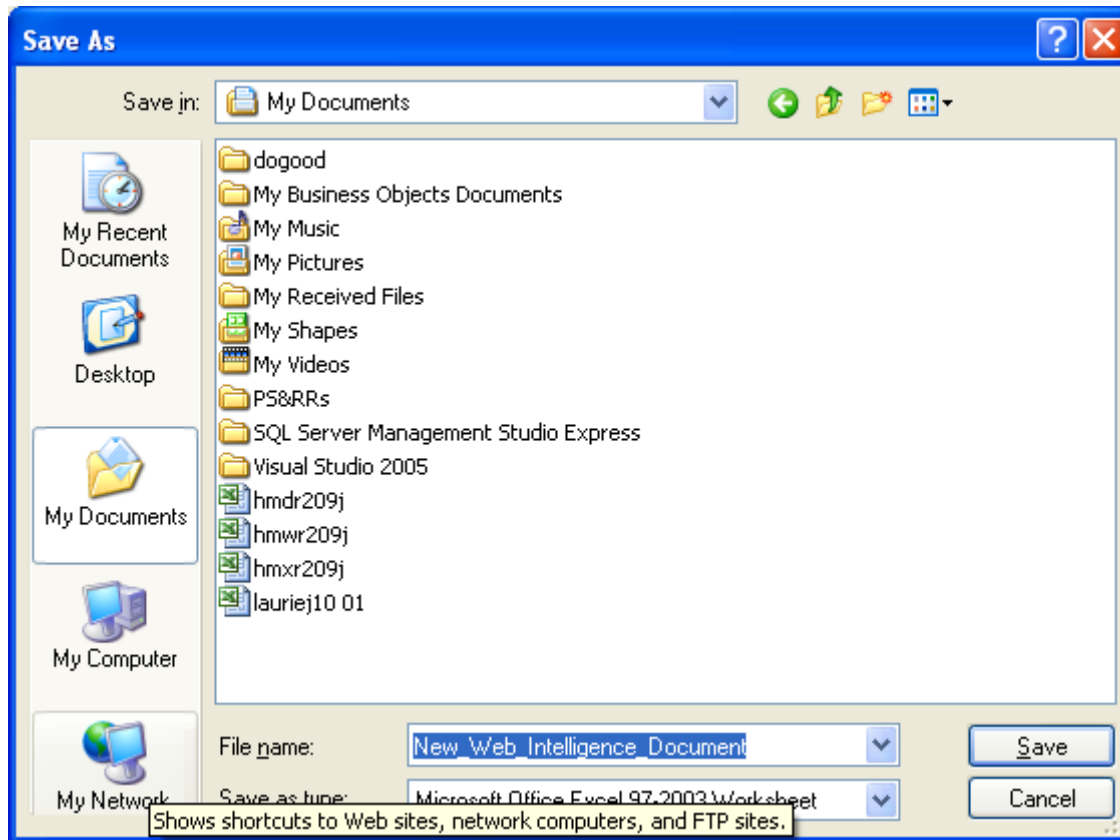 Save As
Save in: My Documents
My Recent
Documents
Desktop
My Documents
My Computer
My Network
dogood
My Business Objects Documents
My Music
My Pictures
My Received Files
My Shapes
My Videos
PS&RRs
SQL Server Management Studio Express
Visual Studio 2005
hmdr209j
hmwr209j
hmxr209j
lauriej10 01
File name: New_Web_Intelligence_Document Save
Save as type: Microsoft Office Excel 97-2003 Worksheet Cancel
Shows shortcuts to Web sites, network computers, and FTP sites.